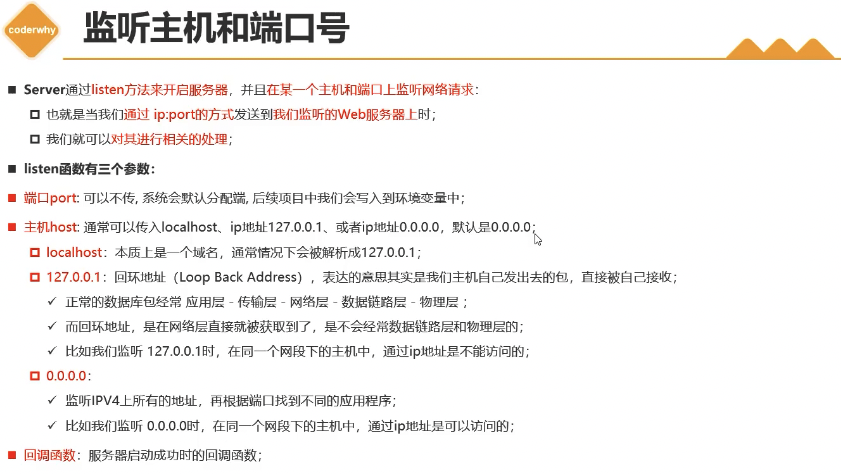 coderwhy
监听主机和端口号
Server通过listen方法来开启服务器，并且在某一个主机和端口上监听网络请求：
也就是当我们通过 ip:port的方式发送到我们监听的Web服务器上时；
我们就可以对其进行相关的处理；
listen函数有三个参数：
端口port: 可以不传, 系统会默认分配端, 后续项目中我们会写入到环境变量中；
主机host: 通常可以传入localhost、ip地址127.0.0.1、或者ip地址0.0.0.0，默认是0.0.0.0；
localhost：本质上是一个域名，通常情况下会被解析成127.0.0.1；
127.0.0.1：回环地址（Loop Back Address），表达的意思其实是我们主机自己发出去的包，直接被自己接收；
✓ 正常的数据库包经常 应用层 - 传输层 - 网络层 - 数据链路层 - 物理层 ；
✓ 而回环地址，是在网络层直接就被获取到了，是不会经常数据链路层和物理层的；
✓ 比如我们监听 127.0.0.1时，在同一个网段下的主机中，通过ip地址是不能访问的；
0.0.0.0：
✓ 监听IPV4上所有的地址，再根据端口找到不同的应用程序；
✓ 比如我们监听 0.0.0.0时，在同一个网段下的主机中，通过ip地址是可以访问的；
回调函数：服务器启动成功时的回调函数；